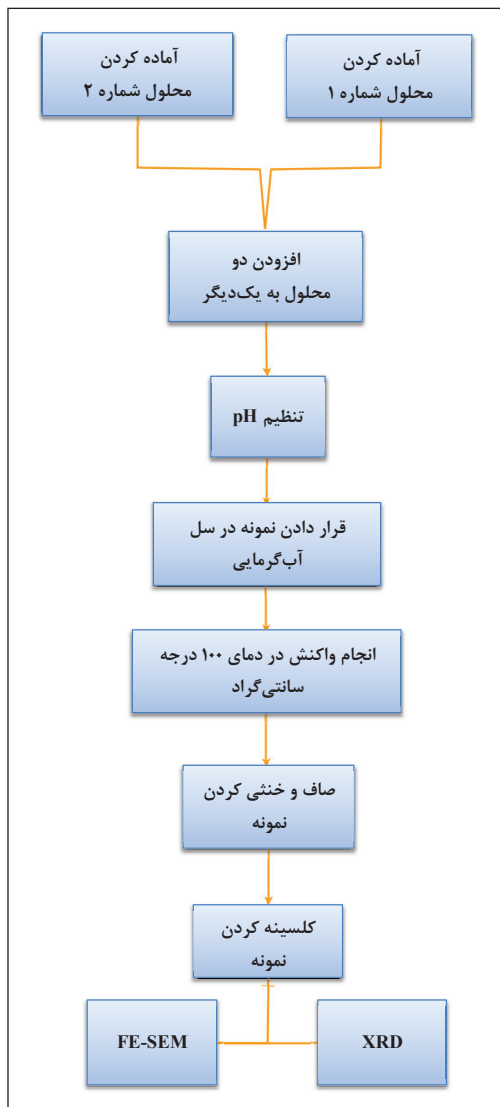 آماده کردن
محلول شماره ۱
آماده کردن
محلول شماره ۲
افزودن دو
محلول به یک‌دیگر
تنظیم pH
قرار دادن نمونه در سل
آب‌گرمایی
انجام واکنش در دمای ۱۰۰ درجه
سانتی‌گراد
صاف و خنثی کردن
نمونه
کلسینه کردن
نمونه
XRD
FE-SEM